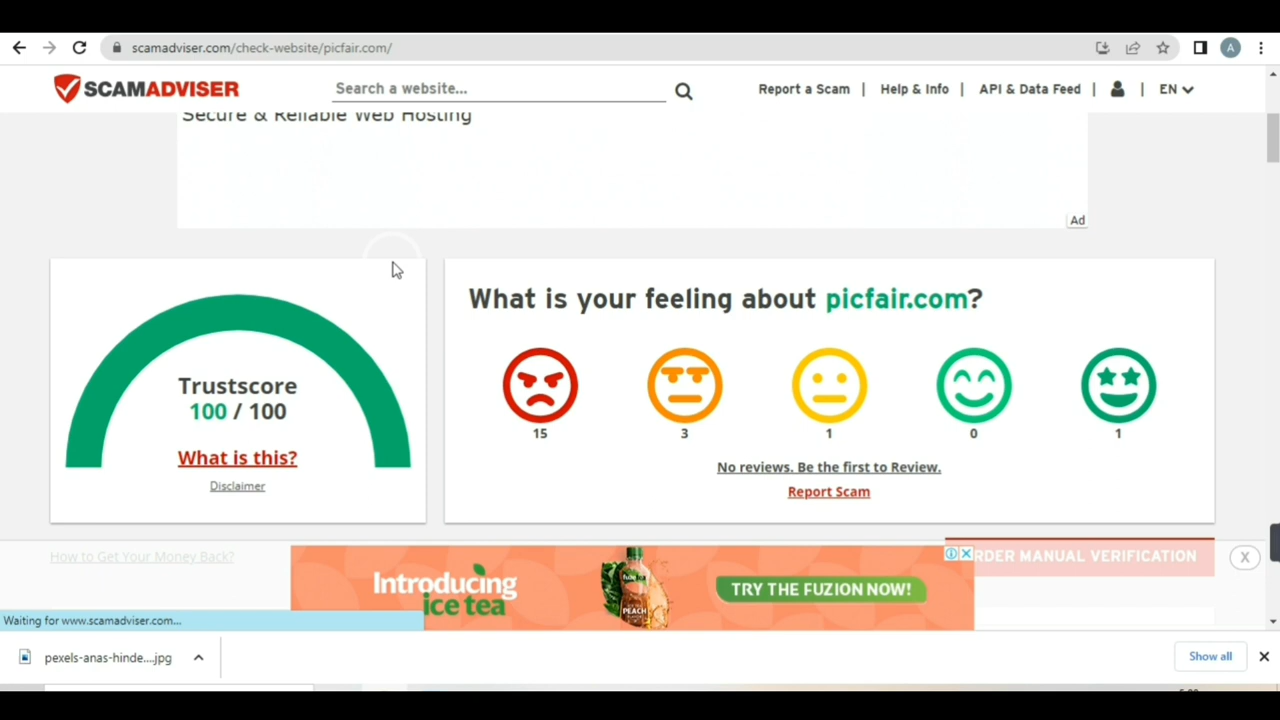 scamadviser.com/check-website/picfair.com/
A
SCAMADVISER
Search a website...
Report a Scam | Help & Info | API & Data Feed | | EN
Secure & Reliable Web Hosting
Ad
Trustscore
100 / 100
What is this?
Disclaimer
What is your feeling about picfair.com?
15 3 1 0 1
No reviews. Be the first to Review.
Report Scam
How to Get Your Money Back?
RDER MANUAL VERIFICATION
X
Introducing
ice tea
fuze tea
PEACH
TRY THE FUZION NOW!
Waiting for www.scamadviser.com...
pexels-anas-hinde....jpg
Show all